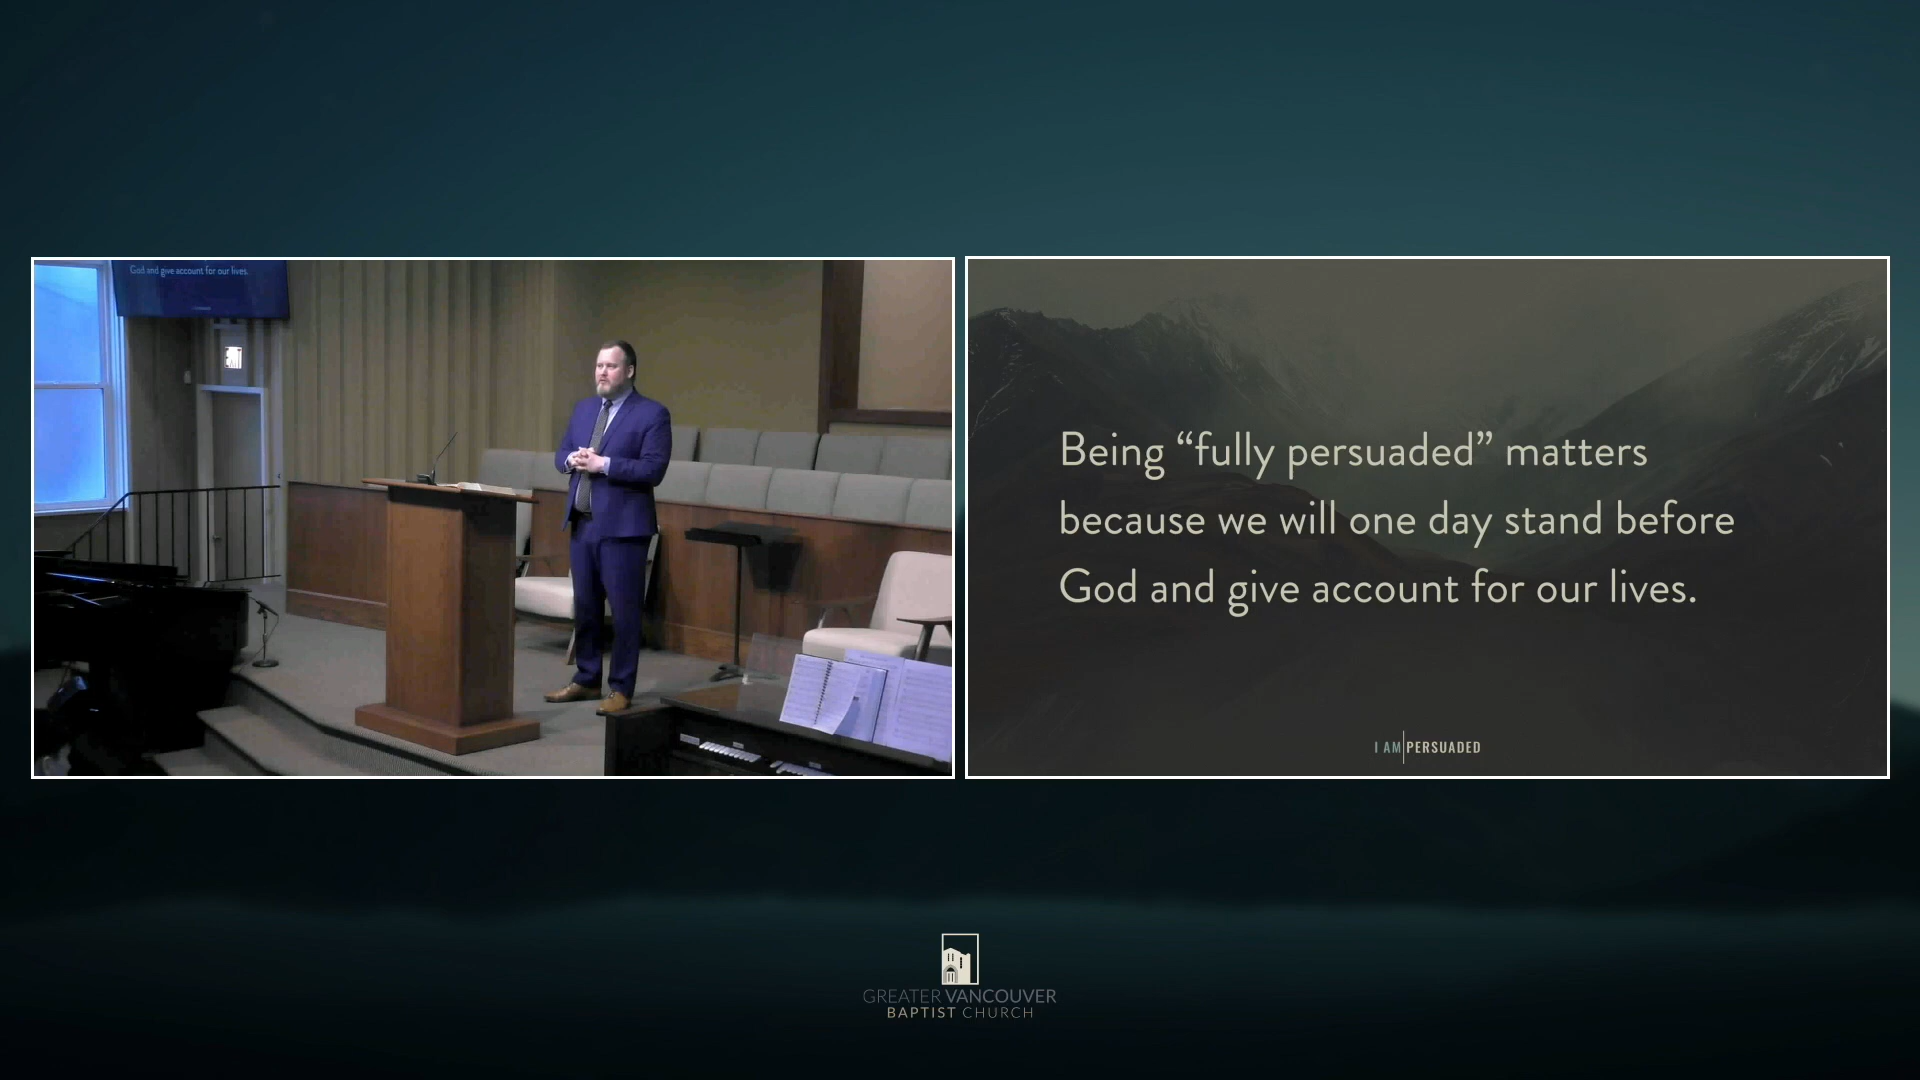 God and give account for our lives.
EXIT
Being “fully persuaded” matters
because we will one day stand before
God and give account for our lives.
I AM PERSUADED
GREATER VANCOUVER
BAPTIST CHURCH